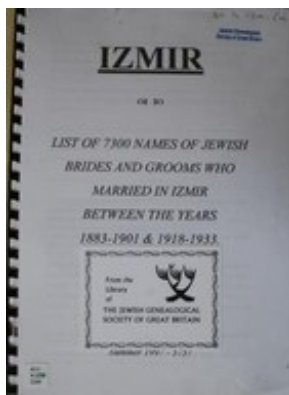 IZMIR
LIST OF 7300 NAMES OF JEWISH
BRIDES AND GROOMS WHO
MARRIED IN IZMIR
BETWEEN THE YEARS
1883-1901 & 1918-1933.
From the
Library
of
THE JEWISH GENEALOGICAL
SOCIETY OF GREAT BRITAIN